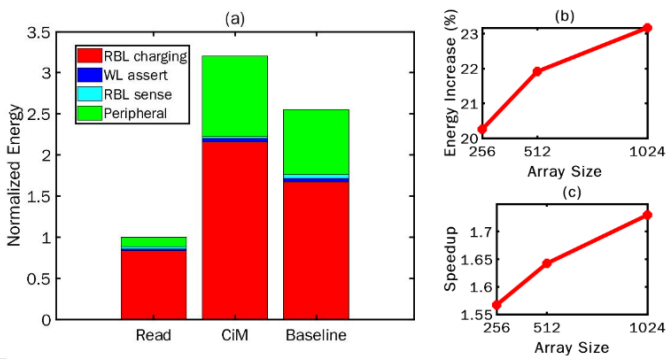 (a)
3.5
3
2.5
2
1.5
1
0.5
0
Normalized Energy
RBL charging
WL assert
RBL sense
Peripheral
Read CiM Baseline
(b)
23
22
21
20
Energy Increase (%)
256 512 1024
Array Size
(c)
1.7
1.65
1.6
1.55
Speedup
256 512 1024
Array Size